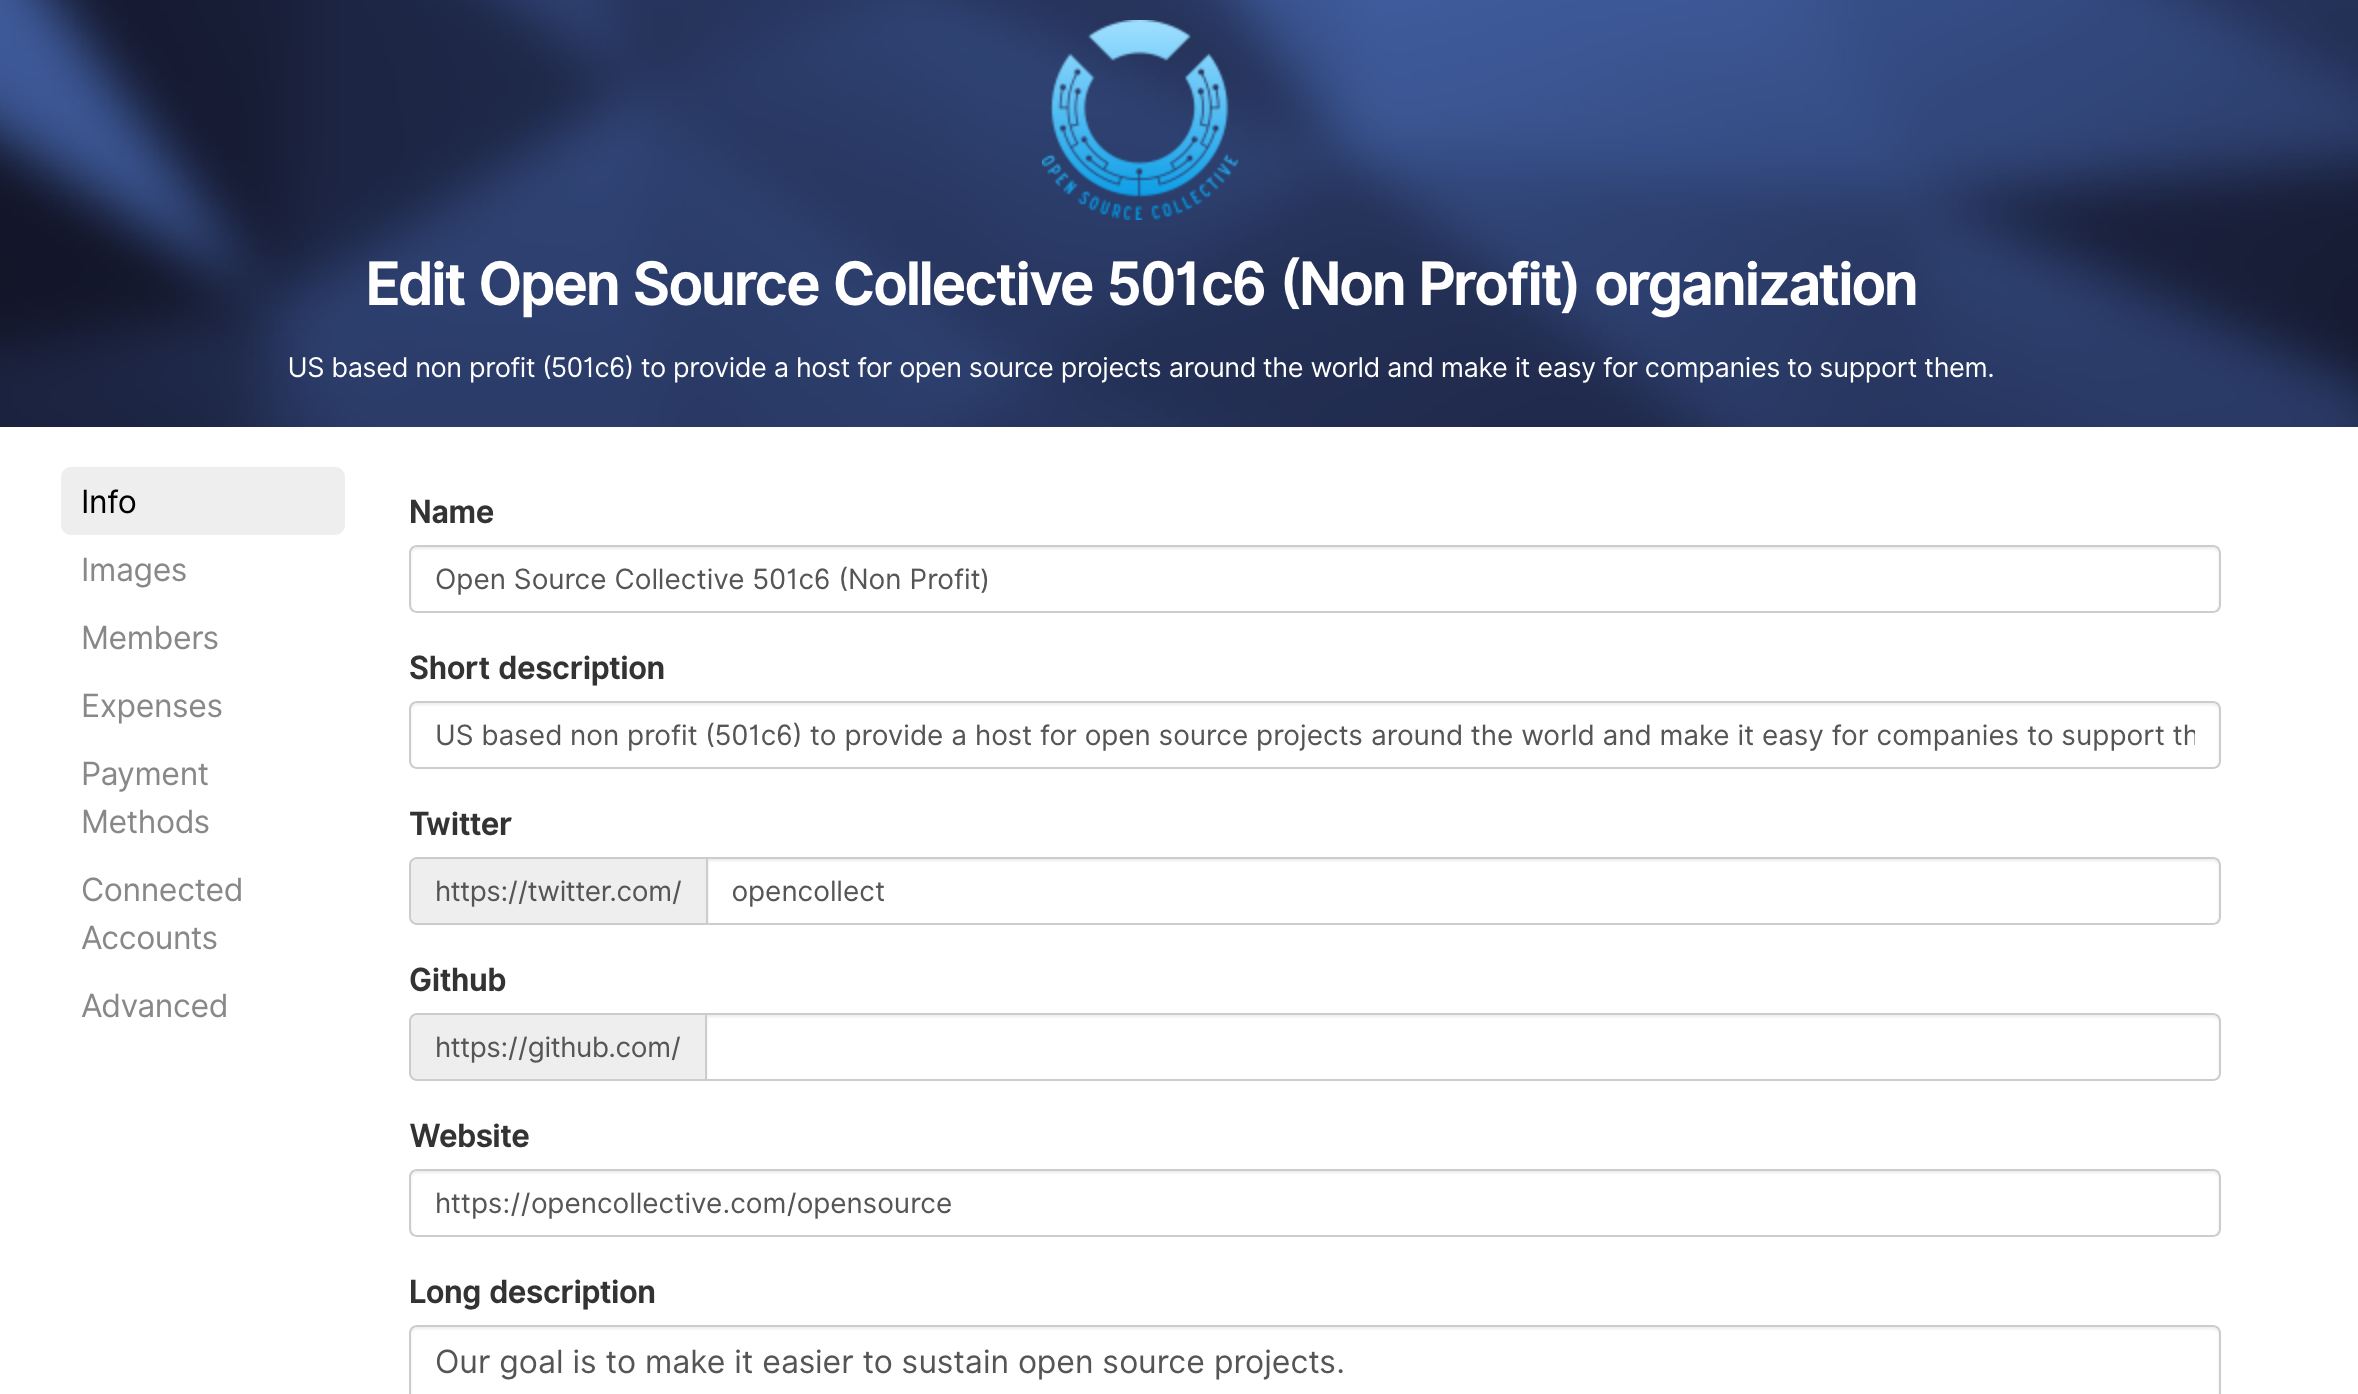 OPEN SOURCE COLLECTIVE
Edit Open Source Collective 501c6 (Non Profit) organization
US based non profit (501c6) to provide a host for open source projects around the world and make it easy for companies to support them.
Info
Images
Members
Expenses
Payment
Methods
Connected
Accounts
Advanced
Name
Open Source Collective 501c6 (Non Profit)
Short description
US based non profit (501c6) to provide a host for open source projects around the world and make it easy for companies to support th
Twitter
https://twitter.com/ opencollect
Github
https://github.com/
Website
https://opencollective.com/opensource
Long description
Our goal is to make it easier to sustain open source projects.